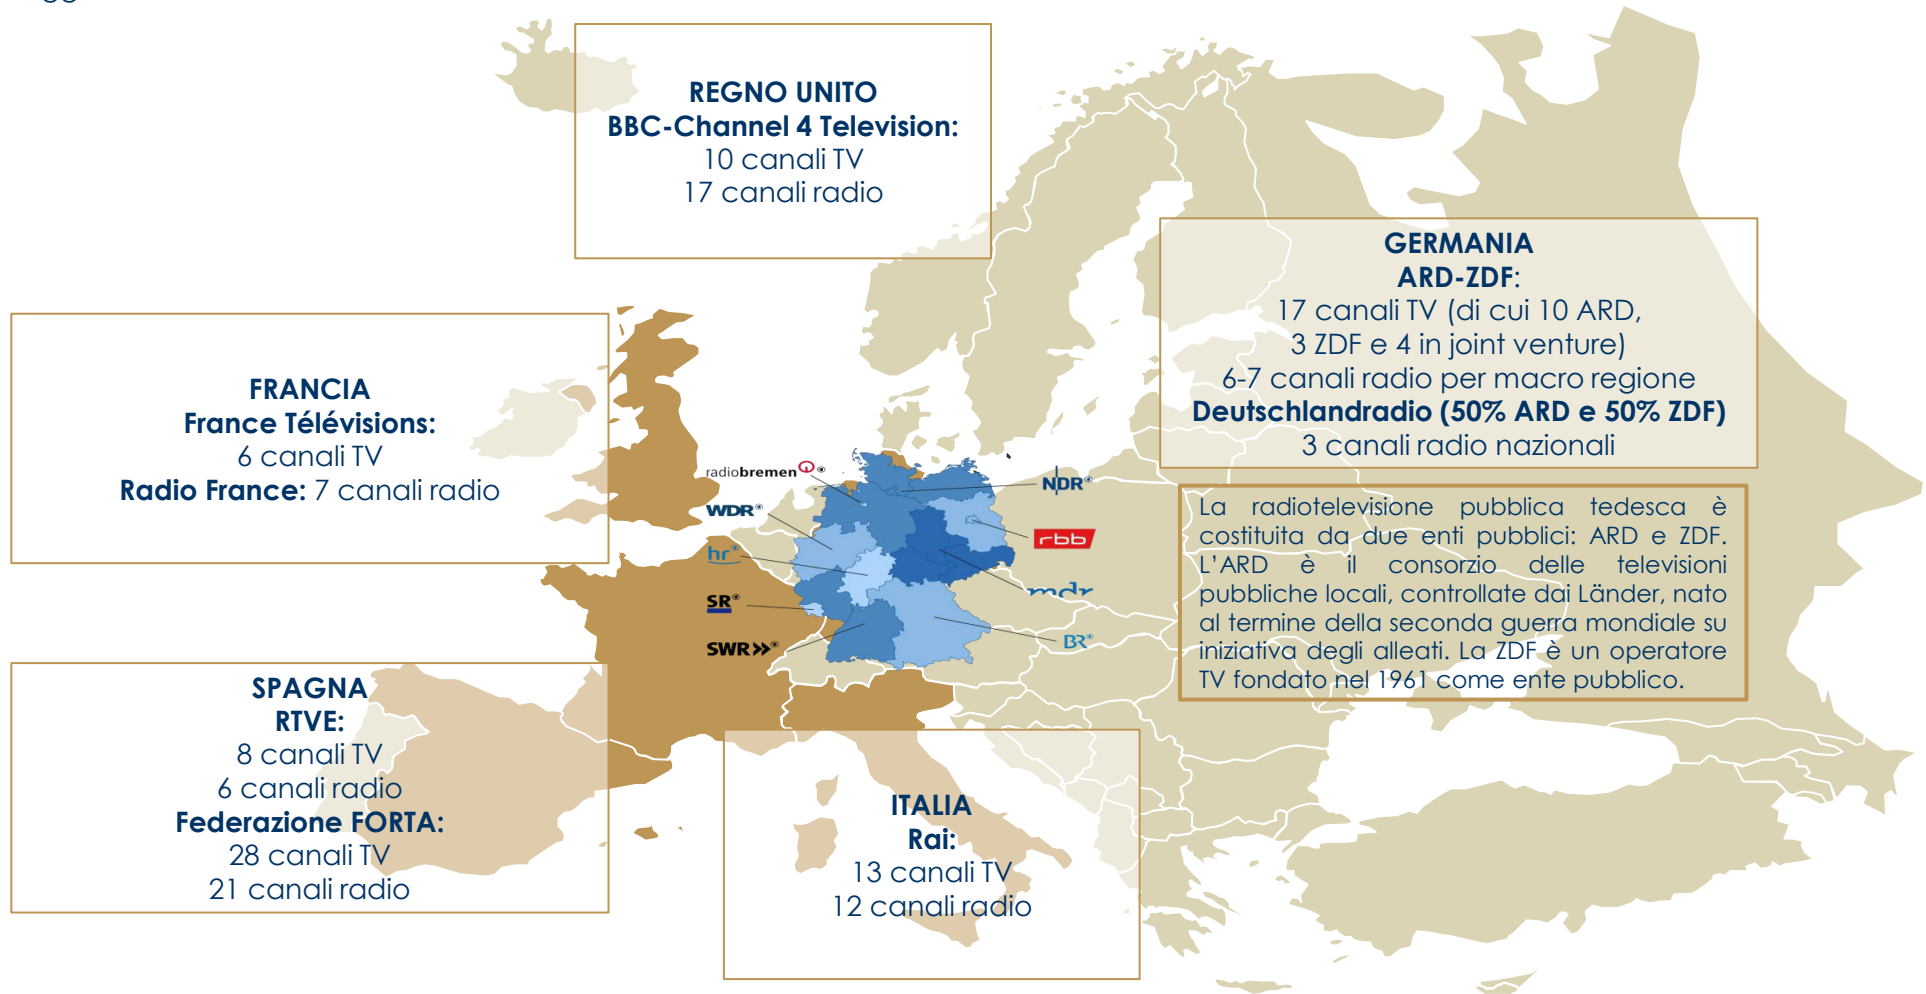 REGNO UNITO
BBC-Channel 4 Television:
10 canali TV
17 canali radio
GERMANIA
ARD-ZDF:
17 canali TV (di cui 10 ARD,
3 ZDF e 4 in joint venture)
6-7 canali radio per macro regione
Deutschlandradio (50% ARD e 50% ZDF)
3 canali radio nazionali
FRANCIA
France Télévisions:
6 canali TV
Radio France: 7 canali radio
radiobremen
WDR
hr
SR
SWR
NDR
rbb
mdr
BR
La radiotelevisione pubblica tedesca è
costituita da due enti pubblici: ARD e ZDF.
L’ARD è il consorzio delle televisioni
pubbliche locali, controllate dai Länder, nato
al termine della seconda guerra mondiale su
iniziativa degli alleati. La ZDF è un operatore
TV fondato nel 1961 come ente pubblico.
SPAGNA
RTVE:
8 canali TV
6 canali radio
Federazione FORTA:
28 canali TV
21 canali radio
ITALIA
Rai:
13 canali TV
12 canali radio